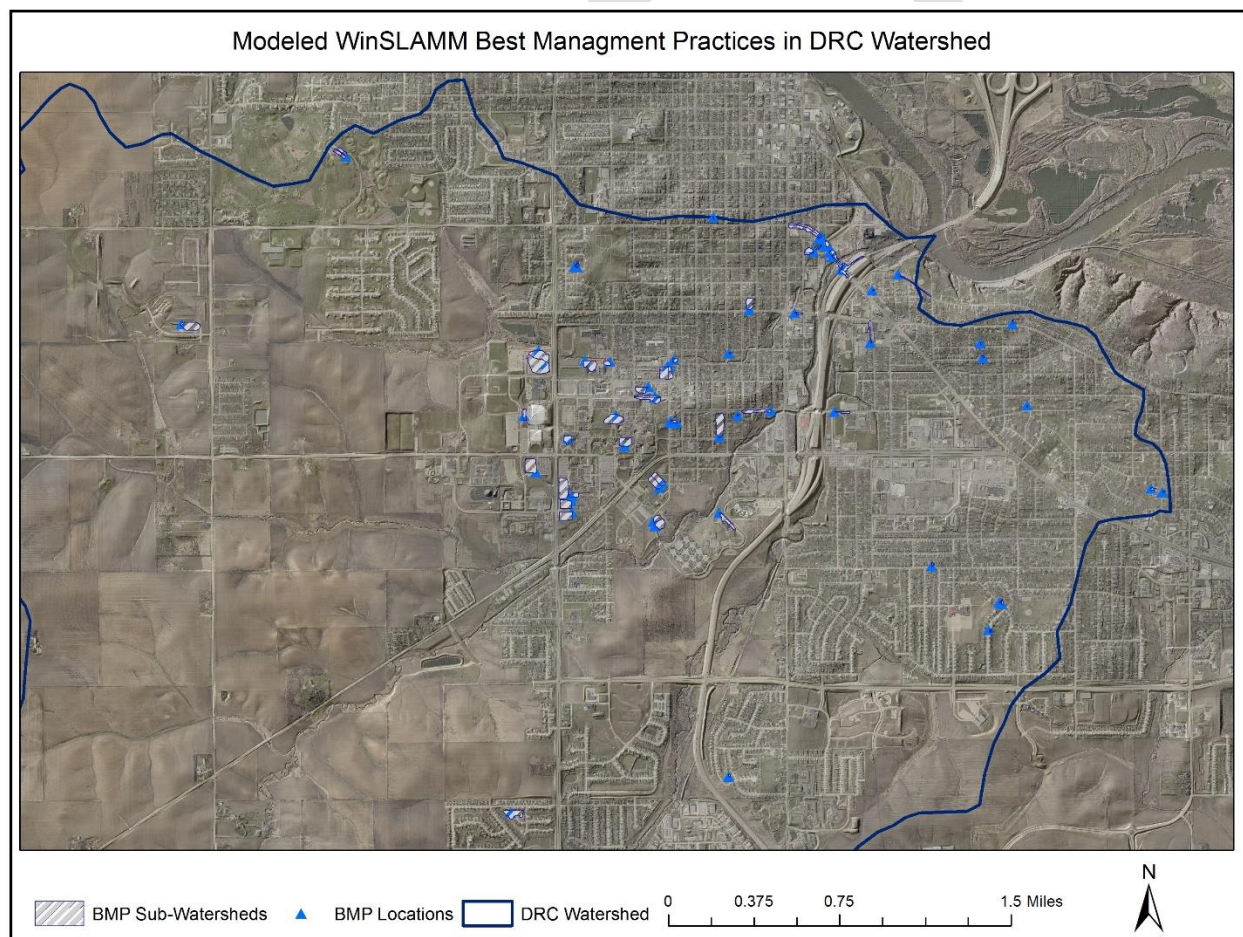 Modeled WinSLAMM Best Managment Practices in DRC Watershed
BMP Sub-Watersheds BMP Locations DRC Watershed 0 0.375 0.75 1.5 Miles
N